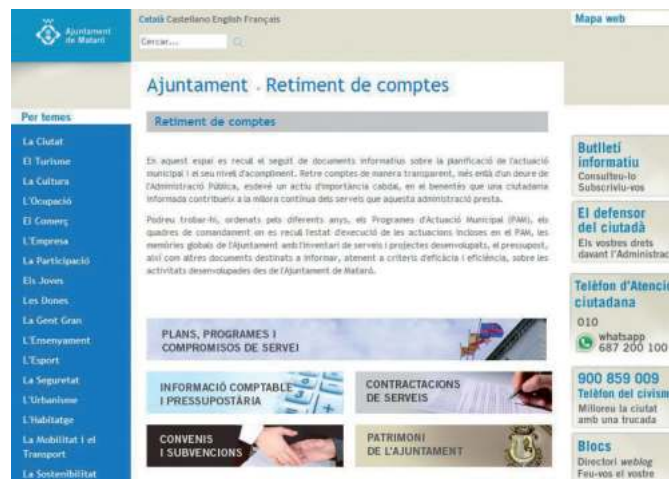 Ajuntament
de Mataró
Català Castellano English Français
Cercar...
Mapa web
Ajuntament - Retiment de comptes
Per temes
La Ciutat
El Turisme
La Cultura
L'Ocupació
El Comerç
L'Empresa
La Participació
Els Joves
Les Dones
La Gent Gran
L'Ensenyament
L'Esport
La Seguretat
L'Urbanisme
L'Habitatge
La Mobilitat i el
Transport
La Sostenibilitat
Retiment de comptes
En aquest espai es recull el seguit de documents informatius sobre la planificació de l'actuació
municipal i el seu nivell d'acompliment. Retre comptes de manera transparent, més enllà d'un deure de
l'Administració Pública, esdevé un actiu d'importància cabdal, en el benentès que una ciutadania
informada contribueix a la millora contínua dels serveis que aquesta administració presta.
Podreu trobar-hi, ordenats pels diferents anys, els Programes d'Actuació Municipal (PAM), els
quadres de comandament on es recull l'estat d'execució de les actuacions incloses en el PAM, les
memòries globals de l'Ajuntament amb l'inventari de serveis i projectes desenvolupats, el pressupost,
així com altres documents destinats a informar, atenent a criteris d'eficàcia i eficiència, sobre les
activitats desenvolupades des de l'Ajuntament de Mataró.
PLANS, PROGRAMES I
COMPROMISOS DE SERVEI
INFORMACIÓ COMPTABLE
I PRESSUPOSTÀRIA
CONTRACTACIONS
DE SERVEIS
CONVENIS
I SUBVENCIONS
PATRIMONI
DE L'AJUNTAMENT
Butlletí
informatiu
Consulteu-lo
Subscriviu-vos
El defensor
del ciutadà
Els vostres drets
davant l'Administrac
Telèfon d'Atenció
ciutadana
010
whatsapp
687 200 100
900 859 009
Telèfon del civism
Milloreu la ciutat
amb una trucada
Blocs
Directori weblog
Feu-vos el vostre